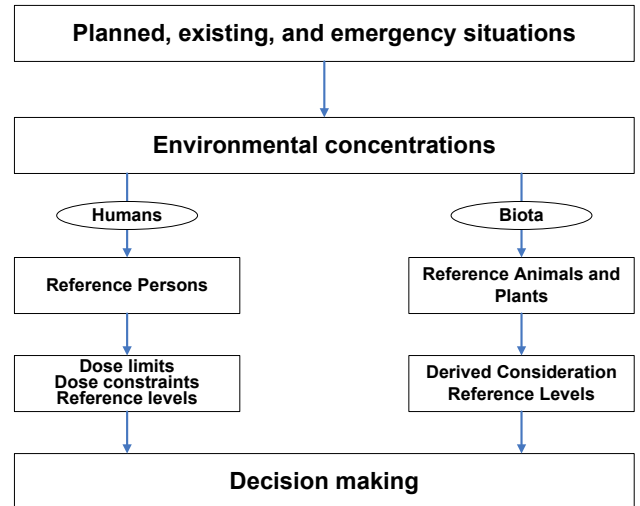 Planned, existing, and emergency situations
Environmental concentrations
Humans
Biota
Reference Persons
Reference Animals and
Plants
Dose limits
Dose constraints
Reference levels
Derived Consideration
Reference Levels
Decision making